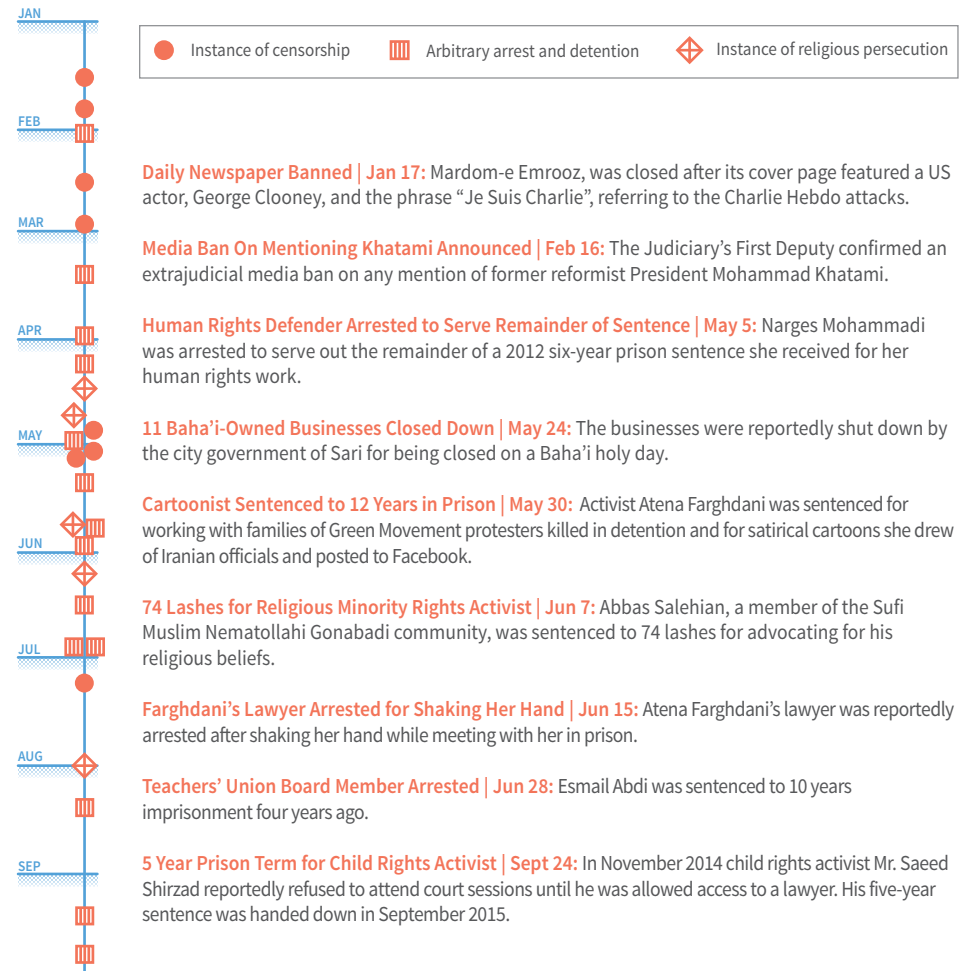 JAN
Instance of censorship
Arbitrary arrest and detention
Instance of religious persecution
FEB
Daily Newspaper Banned | Jan 17: Mardom-e Emrooz, was closed after its cover page featured a US
actor, George Clooney, and the phrase “Je Suis Charlie”, referring to the Charlie Hebdo attacks.
MAR
Media Ban On Mentioning Khatami Announced | Feb 16: The Judiciary’s First Deputy confirmed an
extrajudicial media ban on any mention of former reformist President Mohammad Khatami.
APR
Human Rights Defender Arrested to Serve Remainder of Sentence | May 5: Narges Mohammadi
was arrested to serve out the remainder of a 2012 six-year prison sentence she received for her
human rights work.
MAY
11 Baha’i-Owned Businesses Closed Down | May 24: The businesses were reportedly shut down by
the city government of Sari for being closed on a Baha’i holy day.
Cartoonist Sentenced to 12 Years in Prison | May 30: Activist Atena Farghdani was sentenced for
working with families of Green Movement protesters killed in detention and for satirical cartoons she drew
of Iranian officials and posted to Facebook.
JUN
74 Lashes for Religious Minority Rights Activist | Jun 7: Abbas Salehian, a member of the Sufi
Muslim Nematollahi Gonabadi community, was sentenced to 74 lashes for advocating for his
religious beliefs.
JUL
Farghdani’s Lawyer Arrested for Shaking Her Hand | Jun 15: Atena Farghdani’s lawyer was reportedly
arrested after shaking her hand while meeting with her in prison.
AUG
Teachers’ Union Board Member Arrested | Jun 28: Esmail Abdi was sentenced to 10 years
imprisonment four years ago.
SEP
5 Year Prison Term for Child Rights Activist | Sept 24: In November 2014 child rights activist Mr. Saeed
Shirzad reportedly refused to attend court sessions until he was allowed access to a lawyer. His five-year
sentence was handed down in September 2015.